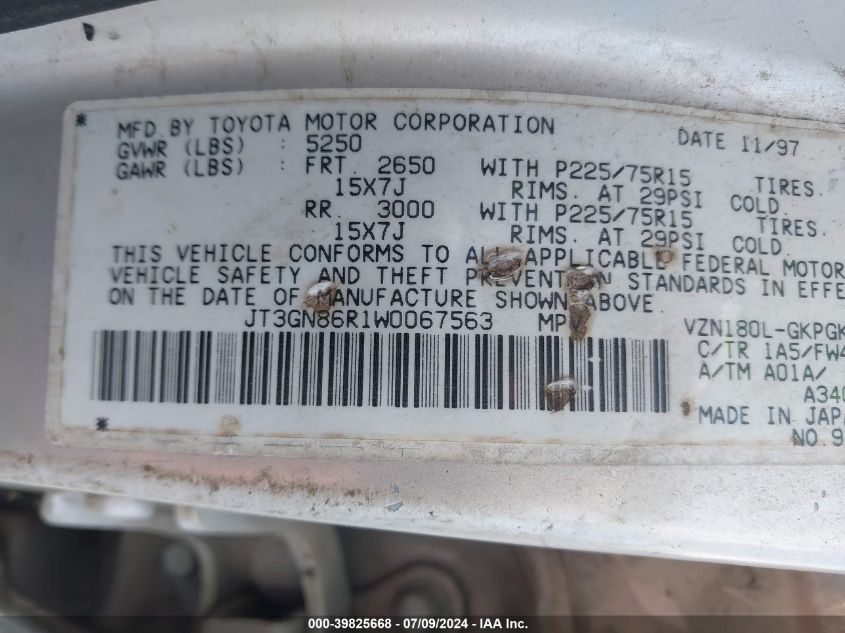 * MFD. BY TOYOTA MOTOR CORPORATION DATE 11/97
GVWR (LBS) : 5250
GAWR (LBS) : FRT. 2650 WITH P225/75R15 TIRES.
15X7J RIMS. AT 29PSI COLD.
RR. 3000 WITH P225/75R15 TIRES.
15X7J RIMS. AT 29PSI COLD.
THIS VEHICLE CONFORMS TO ALL APPLICABLE FEDERAL MOTOR
VEHICLE SAFETY AND THEFT PREVENTION STANDARDS IN EFFE
ON THE DATE OF MANUFACTURE SHOWN ABOVE.
JT3GN86R1W0067563 MP VZN180L-GKPGK
C/TR 1A5/FW4
A/TM A01A/
A340
MADE IN JAPA
* NO. 9
000-39825668 - 07/09/2024 - IAA Inc.